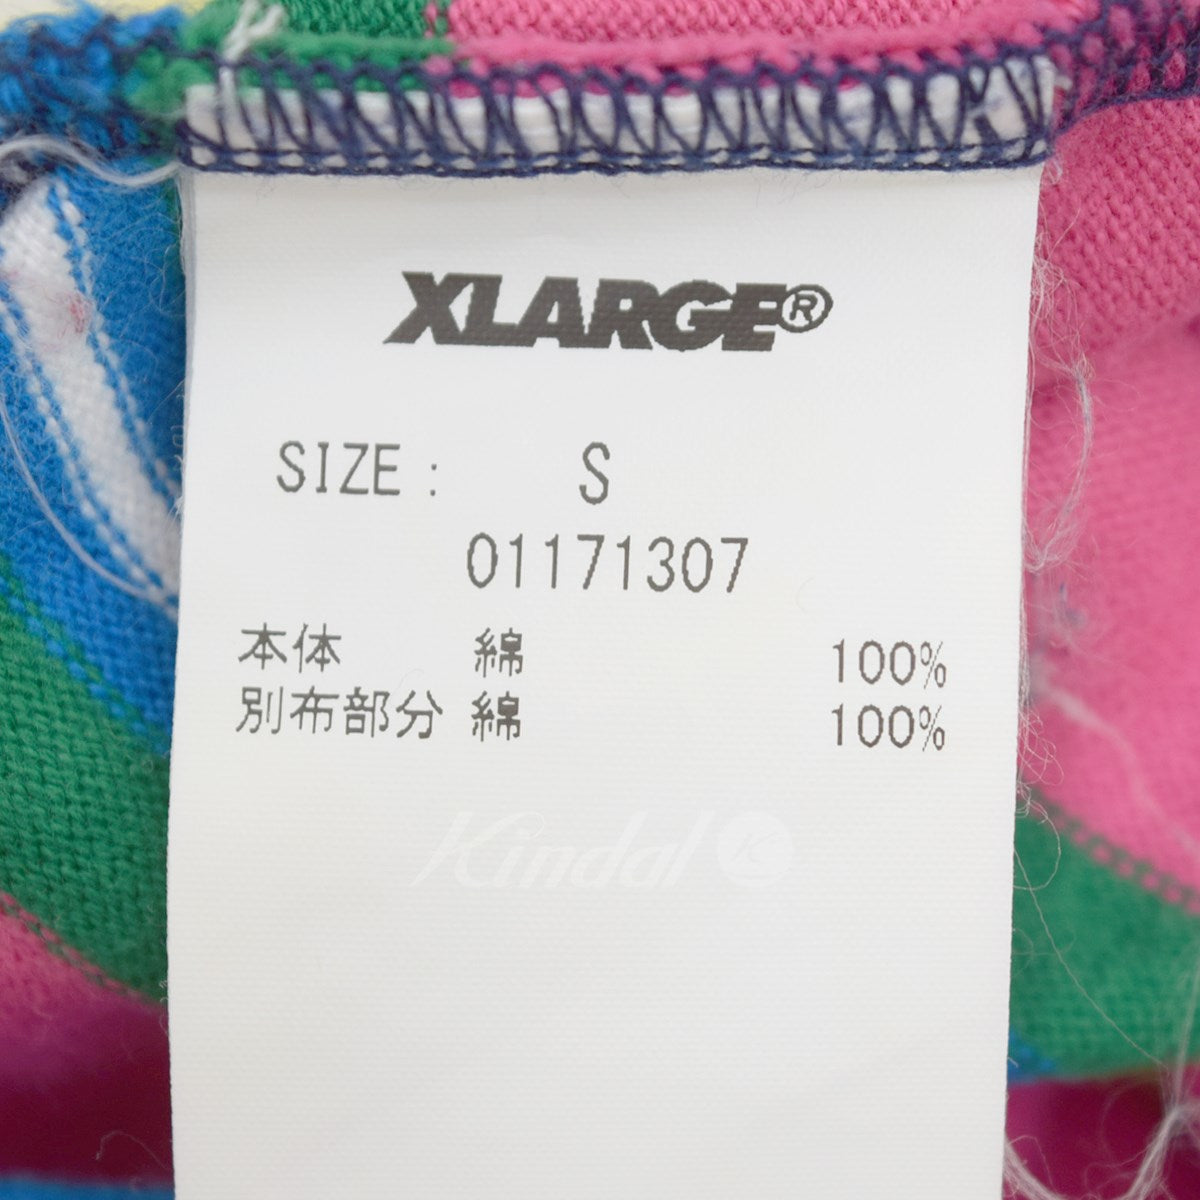 XLARGE®
SIZE: S
01171307
本体 綿 100%
別布部分 綿 100%
Kindal K